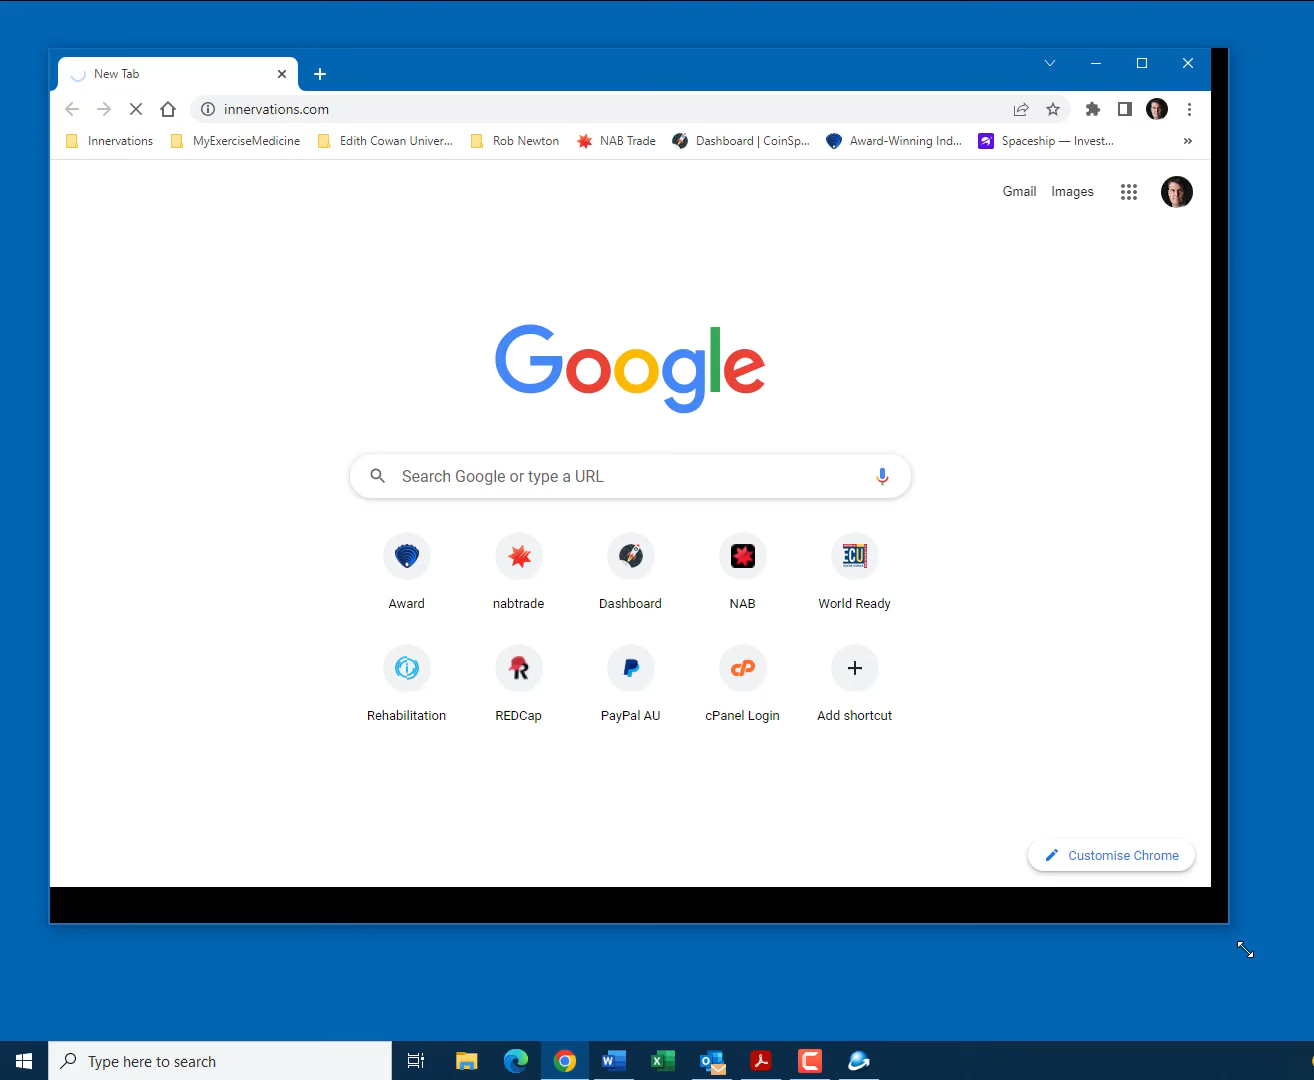 New Tab
innervations.com
Innervations MyExerciseMedicine Edith Cowan Univer... Rob Newton NAB Trade Dashboard | CoinSp... Award-Winning Ind... Spaceship — Invest... »
Gmail Images
Google
Search Google or type a URL
ECU
Award nabtrade Dashboard NAB World Ready
cP
Rehabilitation REDCap PayPal AU cPanel Login Add shortcut
Customise Chrome
Type here to search